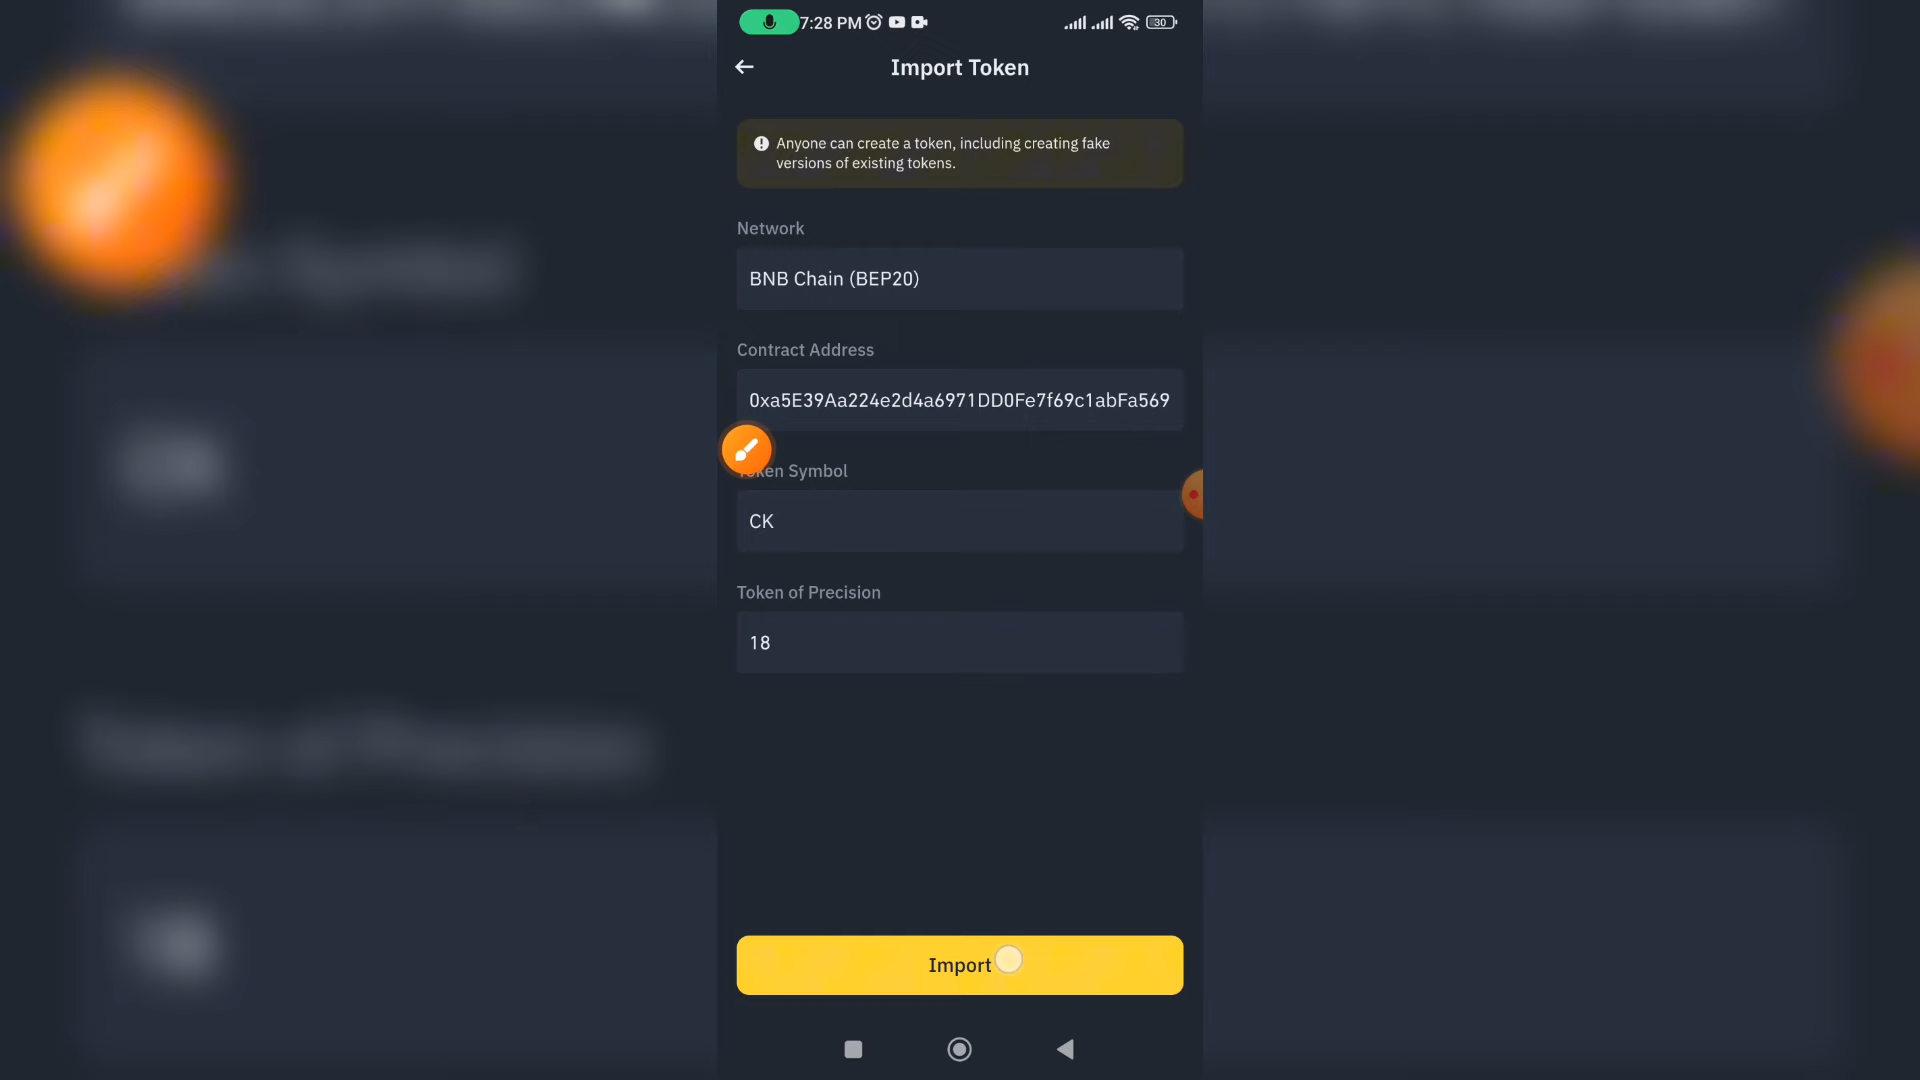 7:28 PM
30
Import Token
Anyone can create a token, including creating fake
versions of existing tokens.
Network
BNB Chain (BEP20)
Contract Address
0xa5E39Aa224e2d4a6971DD0Fe7f69c1abFa569
Token Symbol
CK
Token of Precision
18
Import